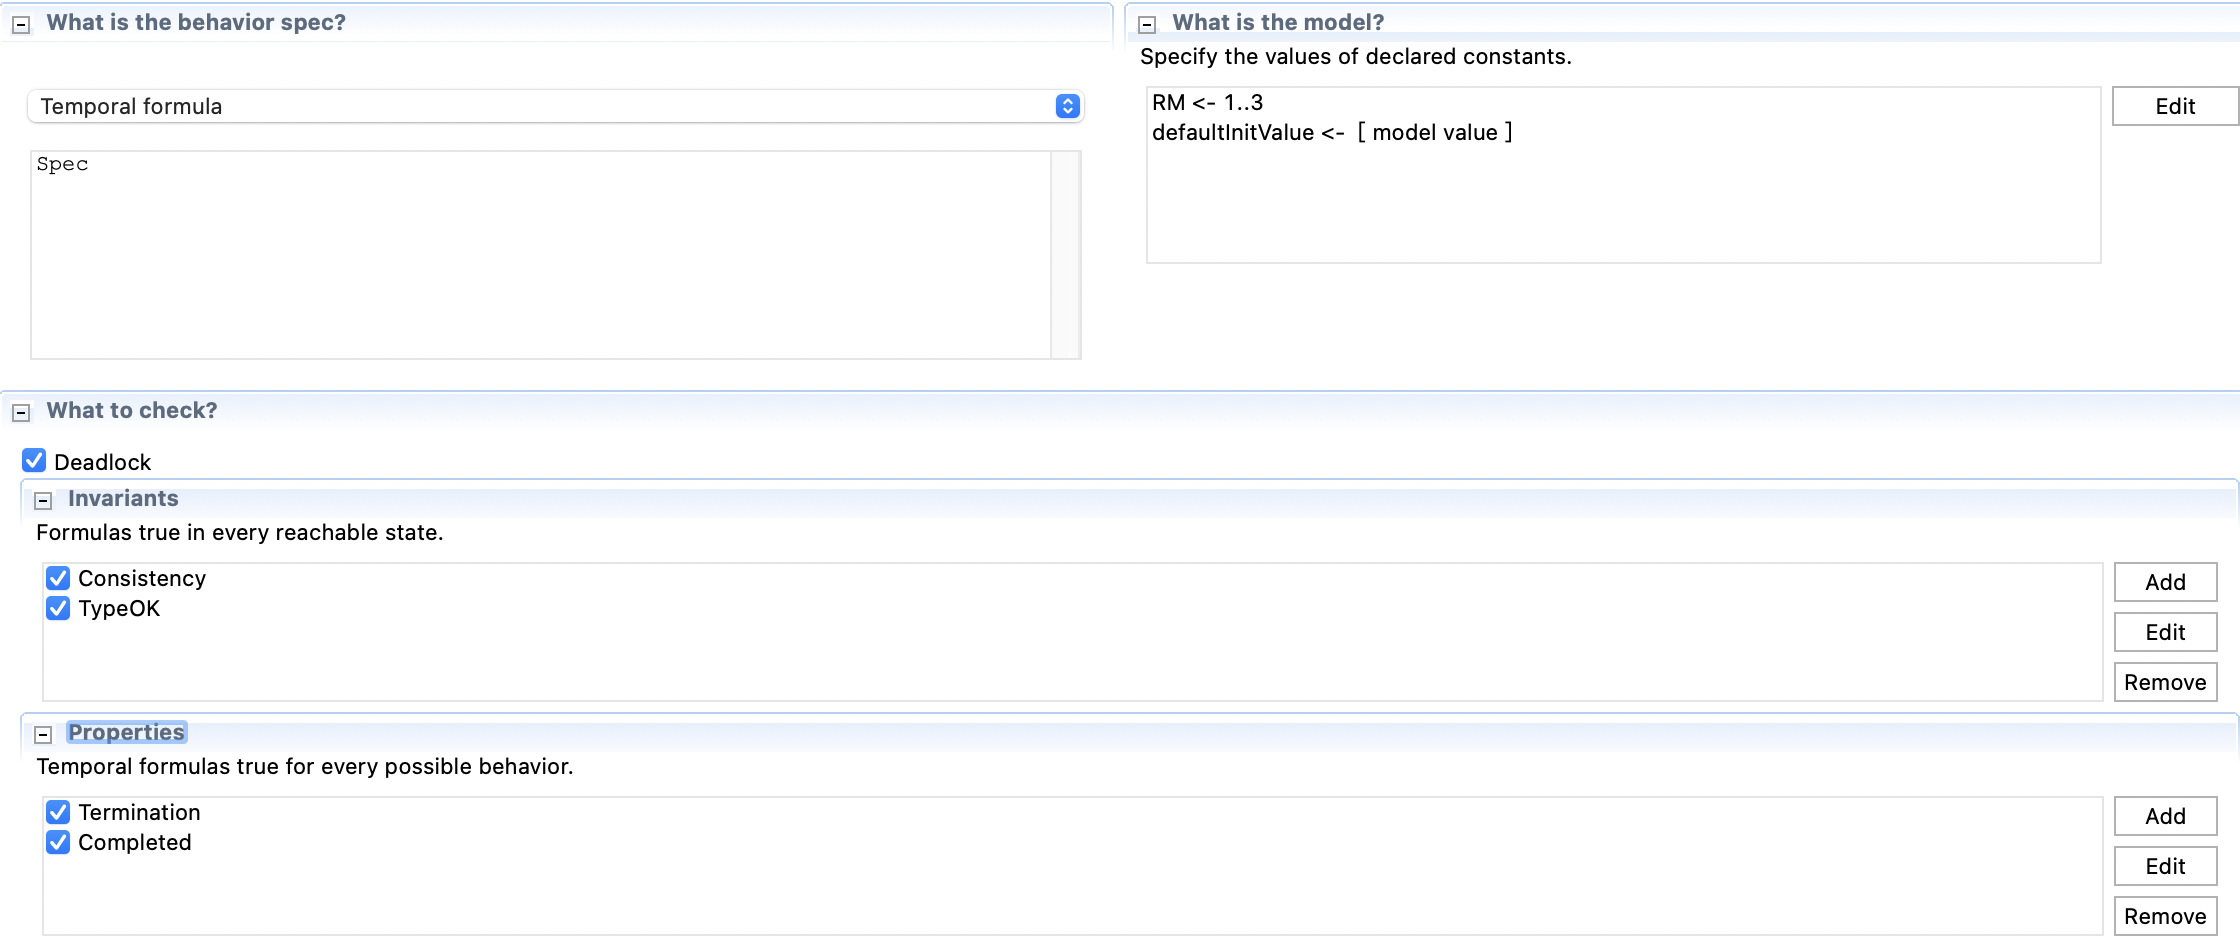 What is the behavior spec?
Temporal formula
Spec
What is the model?
Specify the values of declared constants.
RM <- 1..3
defaultInitValue <-  [ model value ]
Edit
What to check?
Deadlock
Invariants
Formulas true in every reachable state.
Consistency
TypeOK
Add
Edit
Remove
Properties
Temporal formulas true for every possible behavior.
Termination
Completed
Add
Edit
Remove